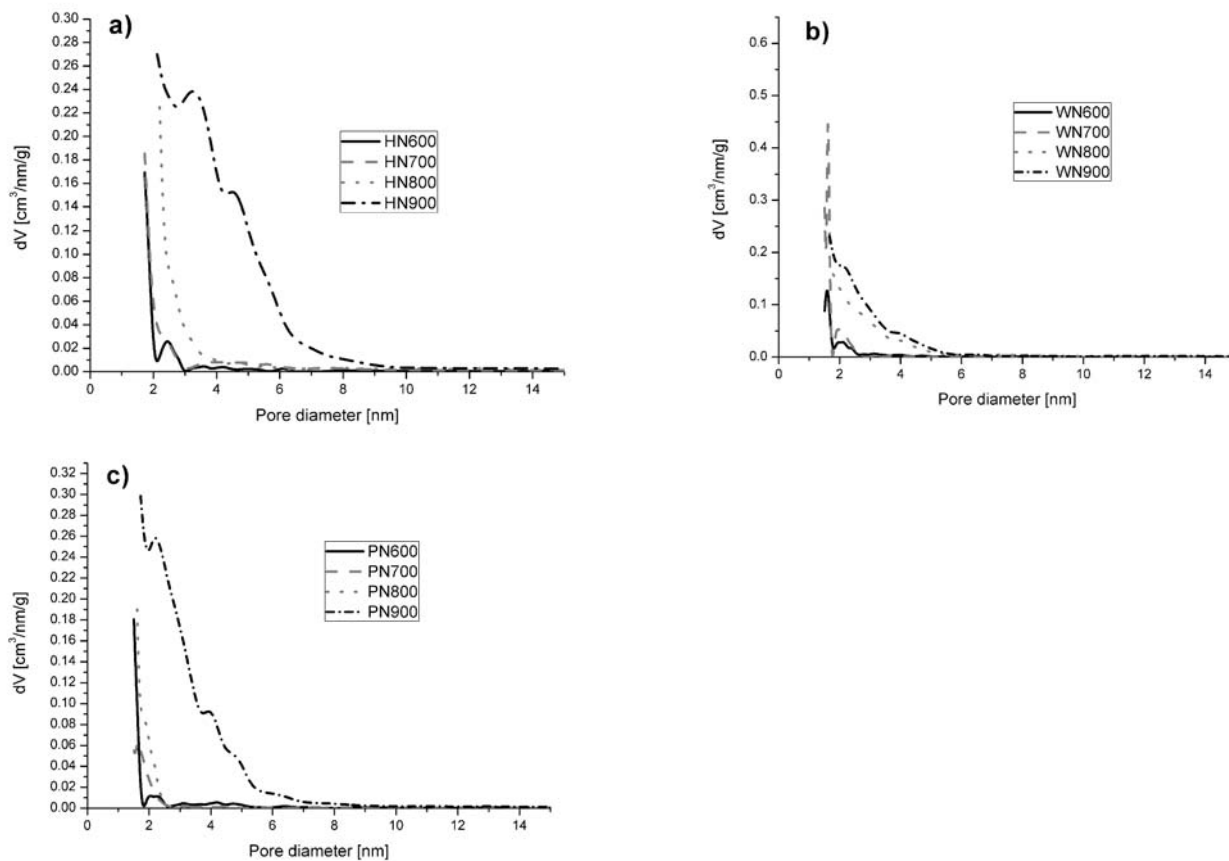 a)
0.30
0.28
0.26
0.24
0.22
0.20
0.18
0.16
0.14
0.12
0.10
0.08
0.06
0.04
0.02
0.00
dV [cm³/nm/g]
HN600
HN700
HN800
HN900
0 2 4 6 8 10 12 14
Pore diameter [nm]
b)
0.6
0.5
0.4
0.3
0.2
0.1
0.0
dV [cm³/nm/g]
WN600
WN700
WN800
WN900
0 2 4 6 8 10 12 14
Pore diameter [nm]
c)
0.32
0.30
0.28
0.26
0.24
0.22
0.20
0.18
0.16
0.14
0.12
0.10
0.08
0.06
0.04
0.02
0.00
dV [cm³/nm/g]
PN600
PN700
PN800
PN900
0 2 4 6 8 10 12 14
Pore diameter [nm]